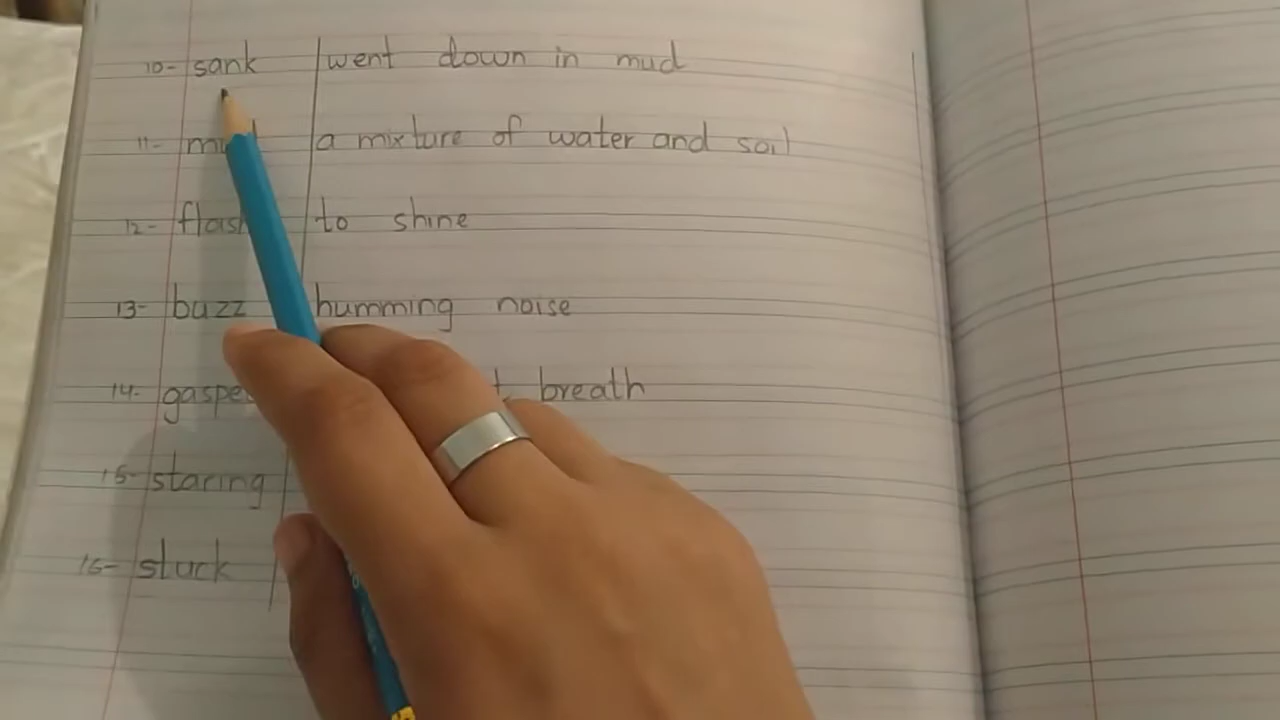 10- sank went down in mud
11- a mixture of water and soil
12- flash to shine
13- buzz humming noise
14- breath
15- staring
16- stuck